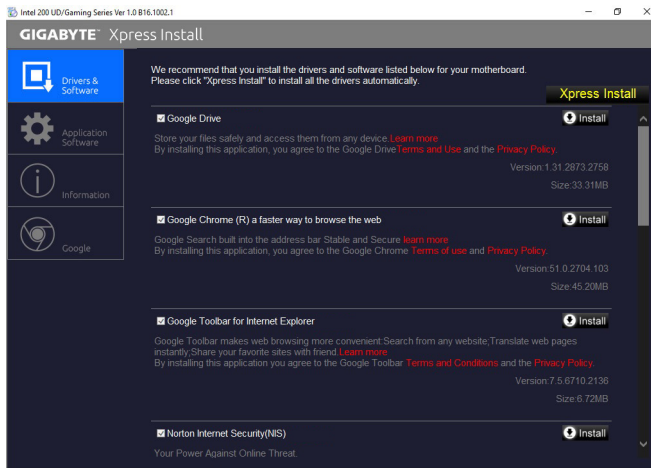 Intel 200 UD/Gaming Series Ver 1.0 B16.1002.1
GIGABYTE™ Xpress Install
Drivers &
Software
Application
Software
Information
Google
We recommend that you install the drivers and software listed below for your motherboard.
Please click "Xpress Install" to install all the drivers automatically.
Xpress Install
Google Drive
Install
Store your files safely and access them from any device.Learn more
By installing this application, you agree to the Google DriveTerms and Use and the Privacy Policy.
Version:1.31.2873.2758
Size:33.31MB
Google Chrome (R) a faster way to browse the web
Install
Google Search built into the address bar Stable and Secure learn more
By installing this application, you agree to the Google Chrome Terms of use and Privacy Policy.
Version:51.0.2704.103
Size:45.20MB
Google Toolbar for Internet Explorer
Install
Google Toolbar makes web browsing more convenient:Search from any website;Translate web pages
instantly;Share your favorite sites with friend.Learn more
By installing this application you agree to the Google Toolbar Terms and Conditions and the Privacy Policy.
Version:7.5.6710.2136
Size:6.72MB
Norton Internet Security(NIS)
Install
Your Power Against Online Threat.